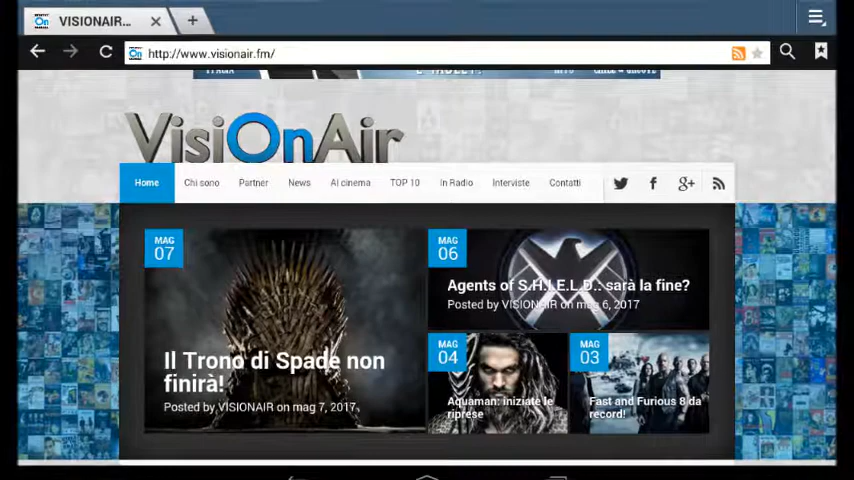 VISIONAIR...
http://www.visionair.fm/
VisiOnAir
Home Chi sono Partner News Al cinema TOP 10 In Radio Interviste Contatti
MAG
07
Il Trono di Spade non
finirà!
Posted by VISIONAIR on mag 7, 2017
MAG
06
Agents of S.H.I.E.L.D.: sarà la fine?
Posted by VISIONAIR on mag 6, 2017
MAG
04
Aquaman: iniziate le
riprese
MAG
03
Fast and Furious 8 da
record!